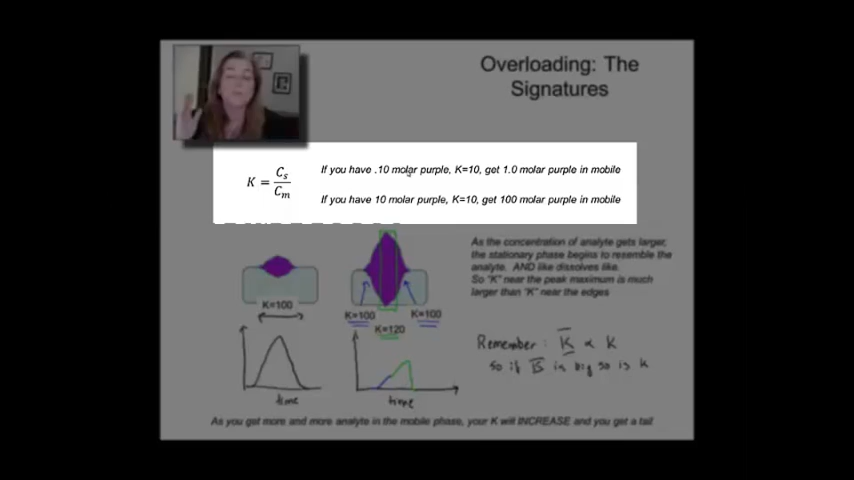 Overloading: The
Signatures
K = Cs/Cm
If you have .10 molar purple, K=10, get 1.0 molar purple in mobile
If you have 10 molar purple, K=10, get 100 molar purple in mobile
As the concentration of analyte gets larger,
the stationary phase begins to resemble the
analyte. AND like dissolves like.
So "K" near the peak maximum is much
larger than "K" near the edges
K=100
K=100
K=100
K=120
Remember: K ∝ k
so if K is big so is k
time
time
As you get more and more analyte in the mobile phase, your K will INCREASE and you get a tail